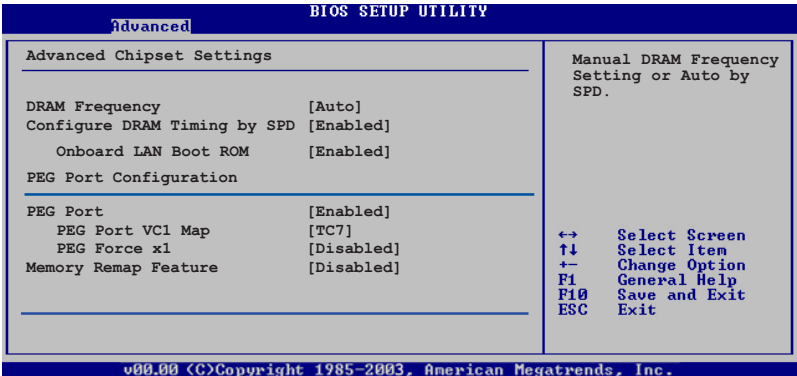 BIOS SETUP UTILITY
Advanced
Advanced Chipset Settings
DRAM Frequency [Auto]
Configure DRAM Timing by SPD [Enabled]
Onboard LAN Boot ROM [Enabled]
PEG Port Configuration
PEG Port [Enabled]
PEG Port VC1 Map [TC7]
PEG Force x1 [Disabled]
Memory Remap Feature [Disabled]
Manual DRAM Frequency
Setting or Auto by
SPD.
←→ Select Screen
↑↓ Select Item
+- Change Option
F1 General Help
F10 Save and Exit
ESC Exit
v00.00 (C)Copyright 1985-2003, American Megatrends, Inc.